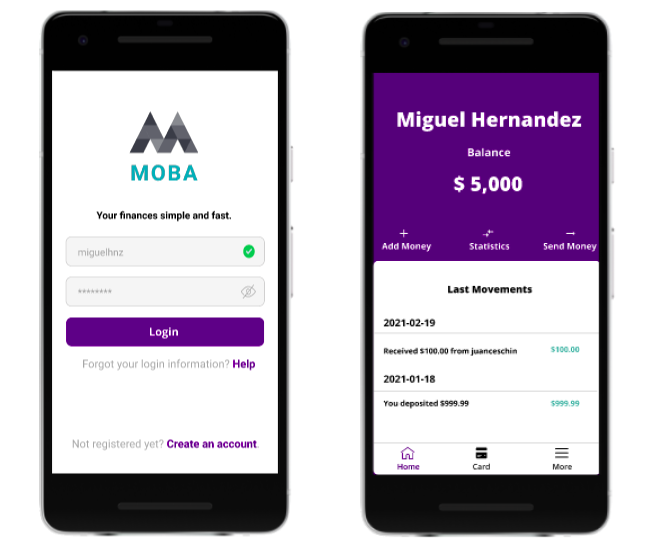 MOBA
Your finances simple and fast.
miguelhnz
********
Login
Forgot your login information? Help
Not registered yet? Create an account.
Miguel Hernandez
Balance
$ 5,000
Add Money
Statistics
Send Money
Last Movements
2021-02-19
Received $100.00 from juanceschin
$100.00
2021-01-18
You deposited $999.99
$999.99
Home
Card
More